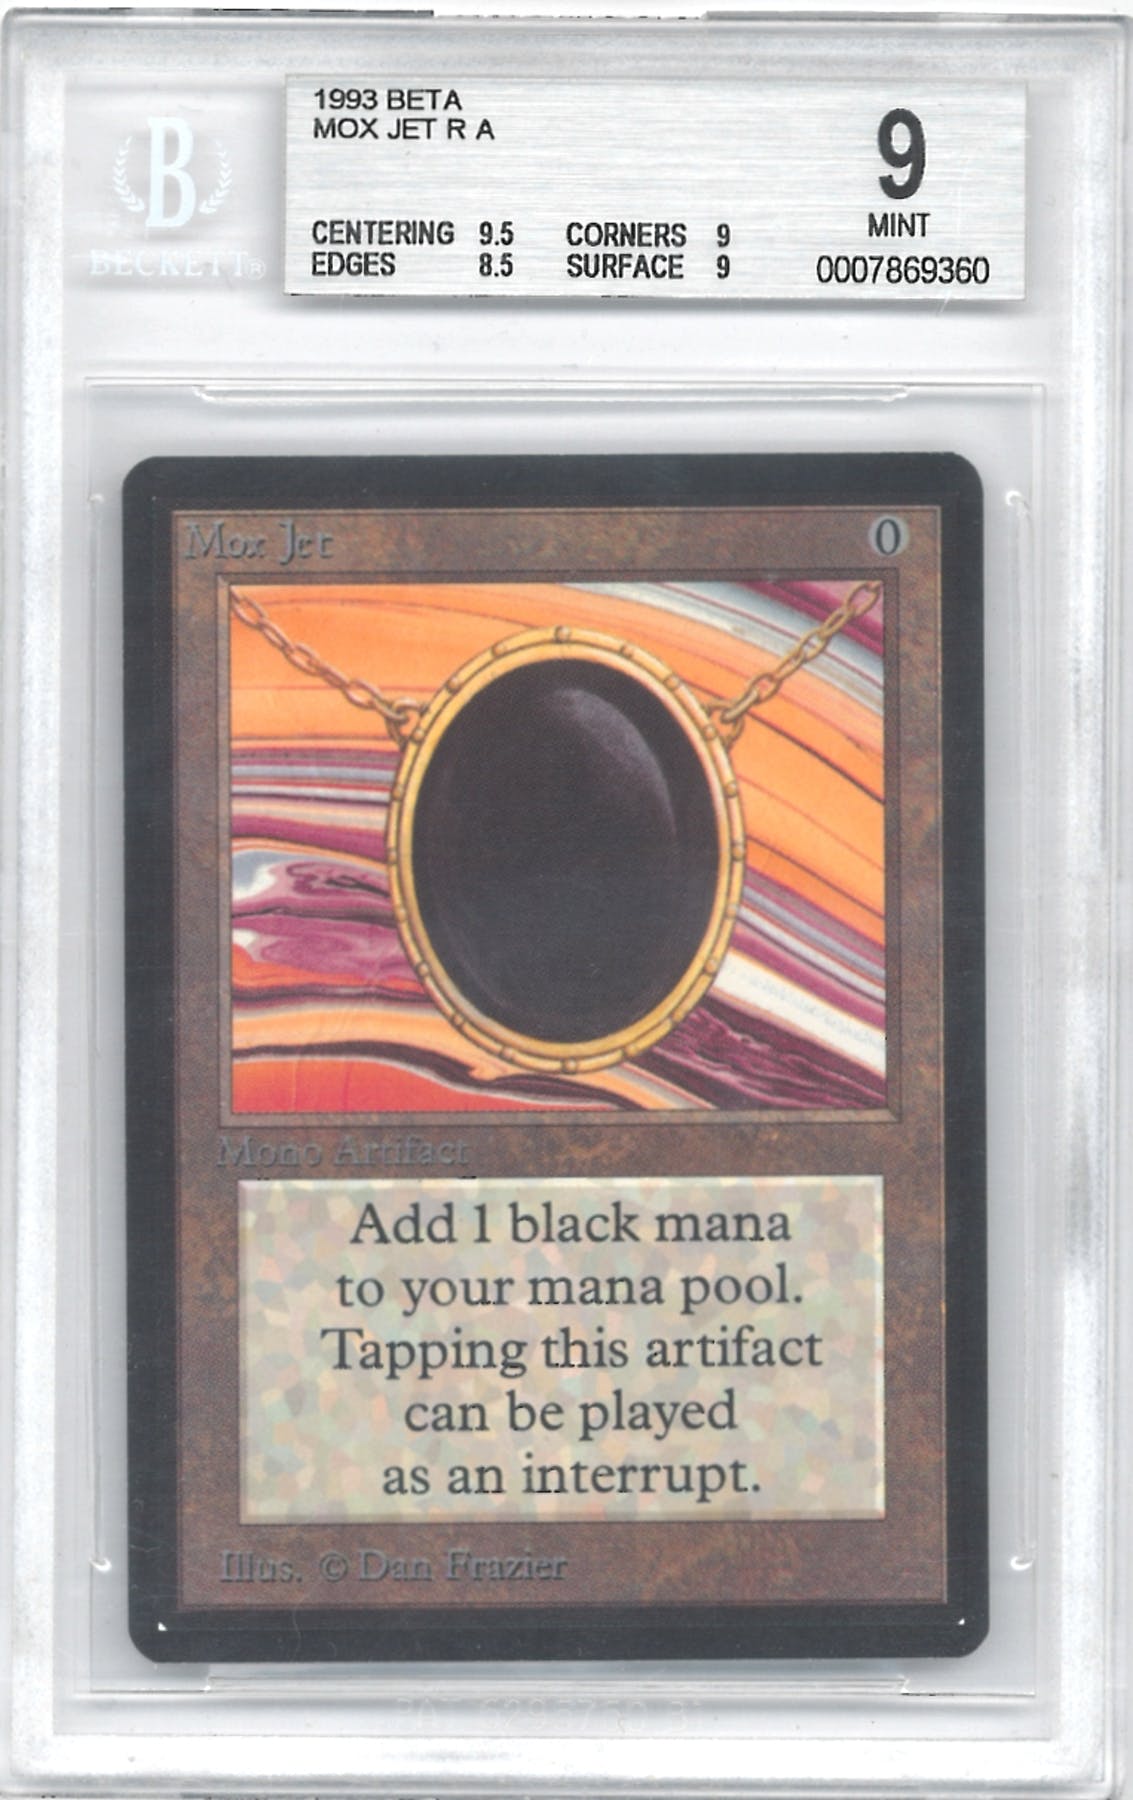 1993 BETA
MOX JET R A
9
MINT
0007869360
CENTERING 9.5 CORNERS 9
EDGES 8.5 SURFACE 9
B
BECKETT®
Mox Jet 0
Mono Artifact
Add 1 black mana
to your mana pool.
Tapping this artifact
can be played
as an interrupt.
Illus. © Dan Frazier